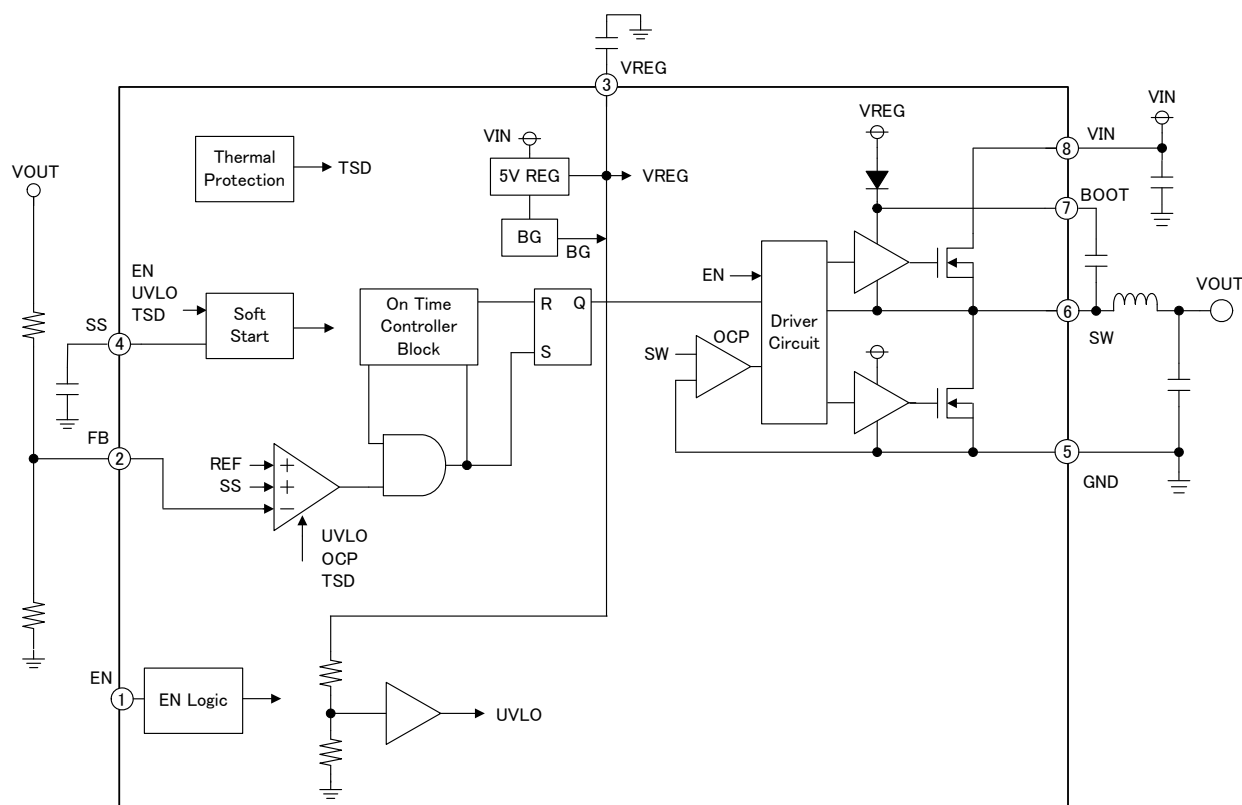 VREG
3
VIN
VREG
VIN
8
VIN
VOUT
Thermal
Protection
TSD
5V REG
VREG
7
BOOT
BG
BG
EN
UVLO
TSD
SS
4
Soft
Start
On Time
Controller
Block
R
Q
S
EN
Driver
Circuit
SW
OCP
6
SW
VOUT
FB
2
REF
SS
+
+
−
UVLO
OCP
TSD
5
GND
EN
1
EN Logic
UVLO